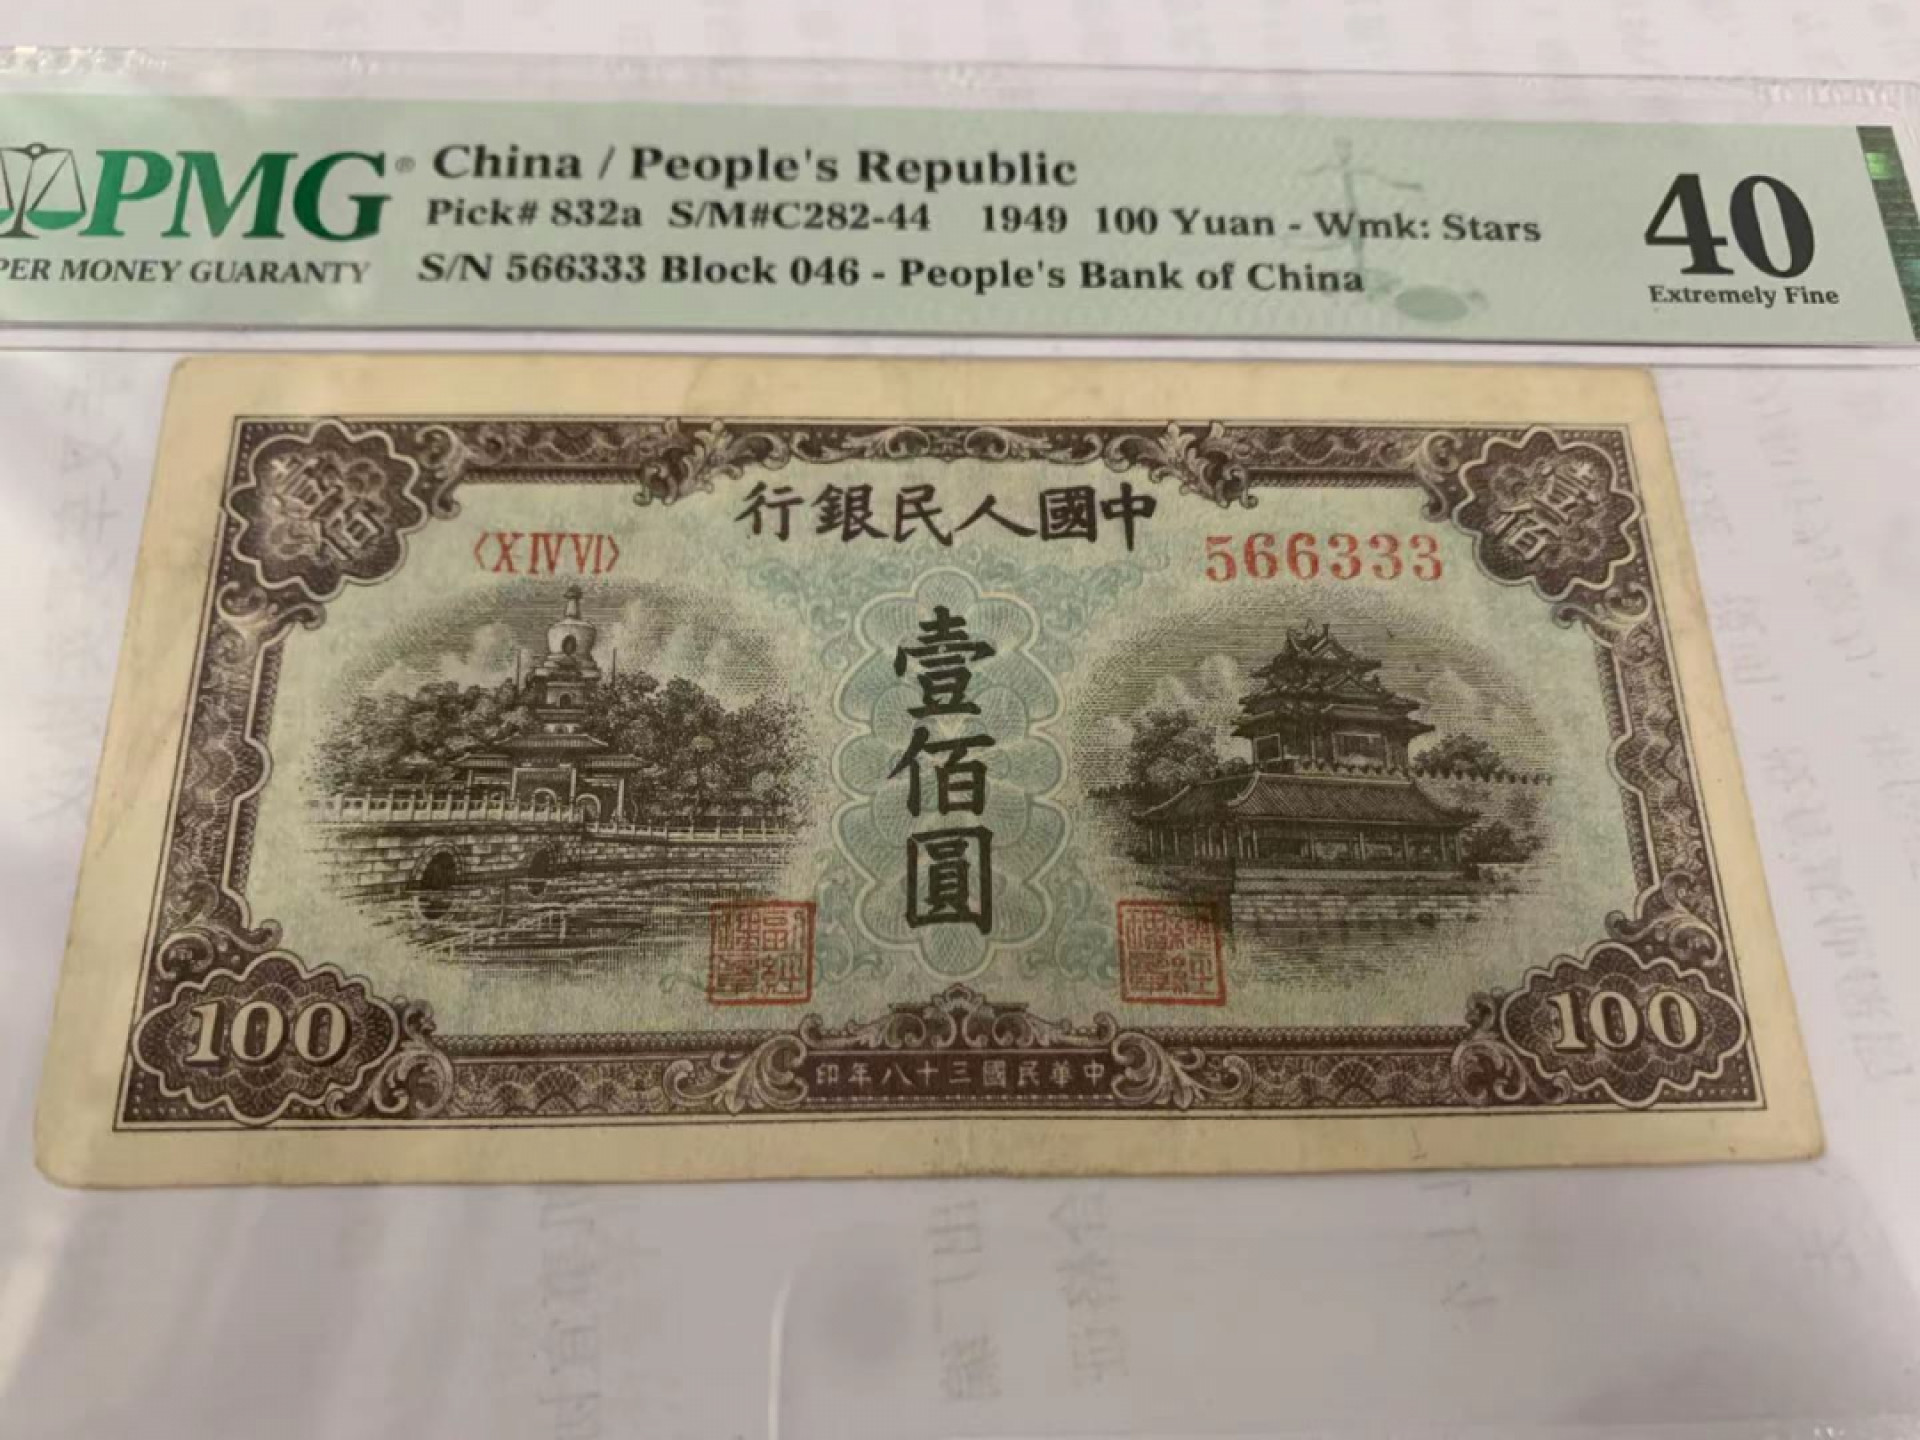 PMG® China / People's Republic
Pick# 832a S/M#C282-44 1949 100 Yuan - Wmk: Stars
PER MONEY GUARANTY S/N 566333 Block 046 - People's Bank of China
40
Extremely Fine
壹佰
壹佰
行銀民人國中
〈X IV VI〉
566333
壹佰圓
100
100
印年八十三國民華中